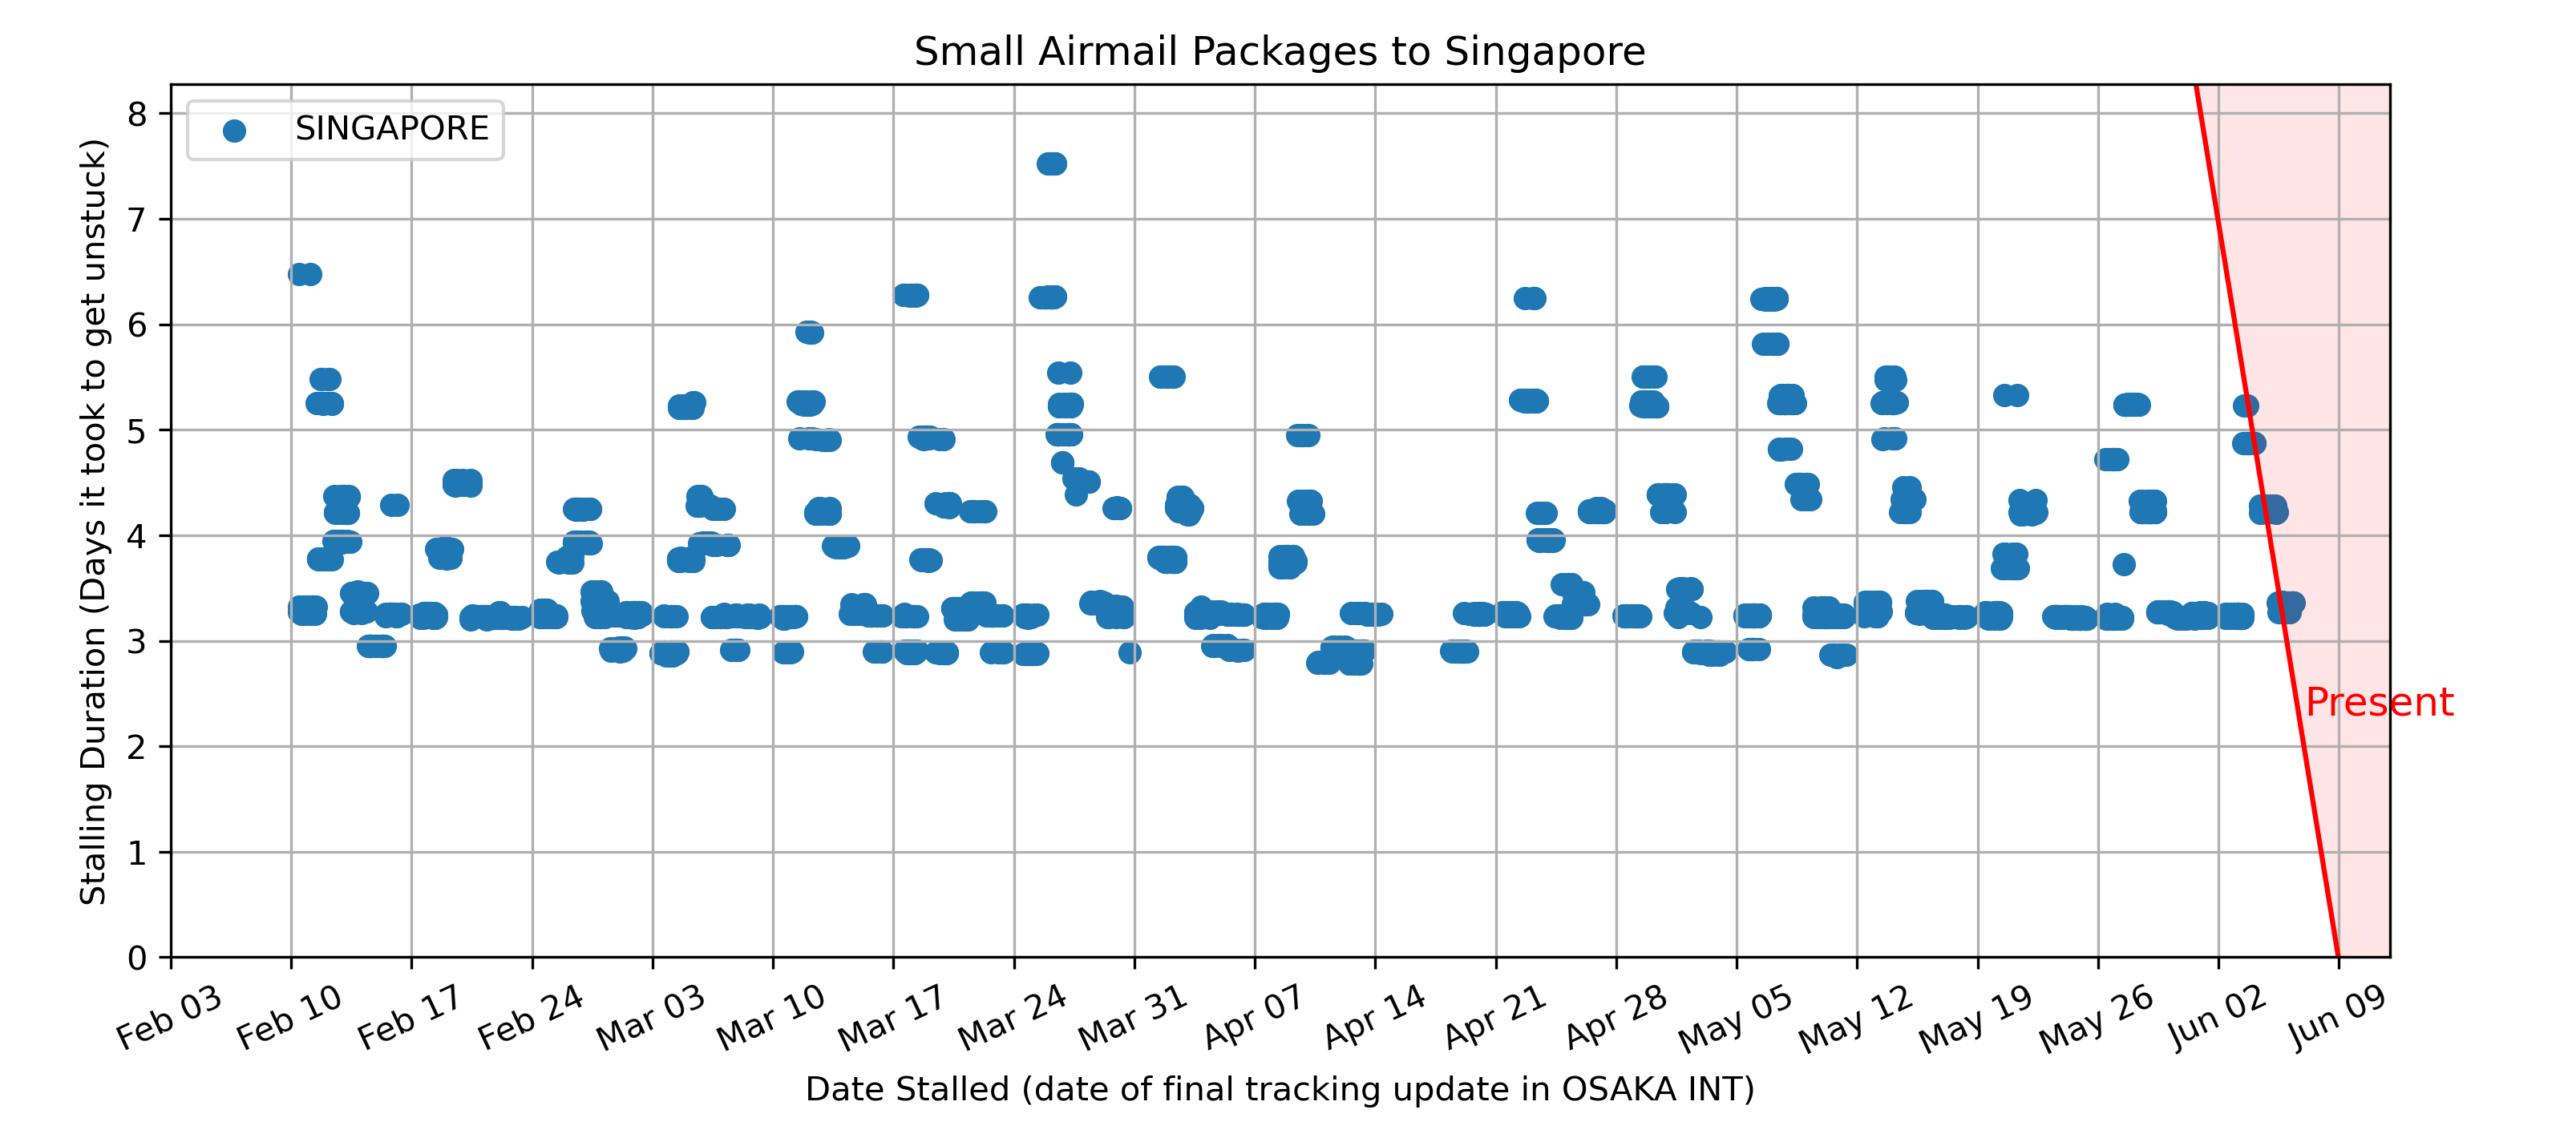 Small Airmail Packages to Singapore
SINGAPORE
8
7
6
5
4
3
2
1
0
Stalling Duration (Days it took to get unstuck)
Present
Feb 03
Feb 10
Feb 17
Feb 24
Mar 03
Mar 10
Mar 17
Mar 24
Mar 31
Apr 07
Apr 14
Apr 21
Apr 28
May 05
May 12
May 19
May 26
Jun 02
Jun 09
Date Stalled (date of final tracking update in OSAKA INT)